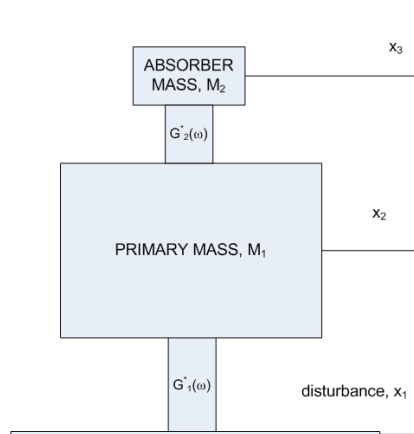 x₃
ABSORBER
MASS, M₂
G*₂(ω)
x₂
PRIMARY MASS, M₁
G*₁(ω)
disturbance, x₁